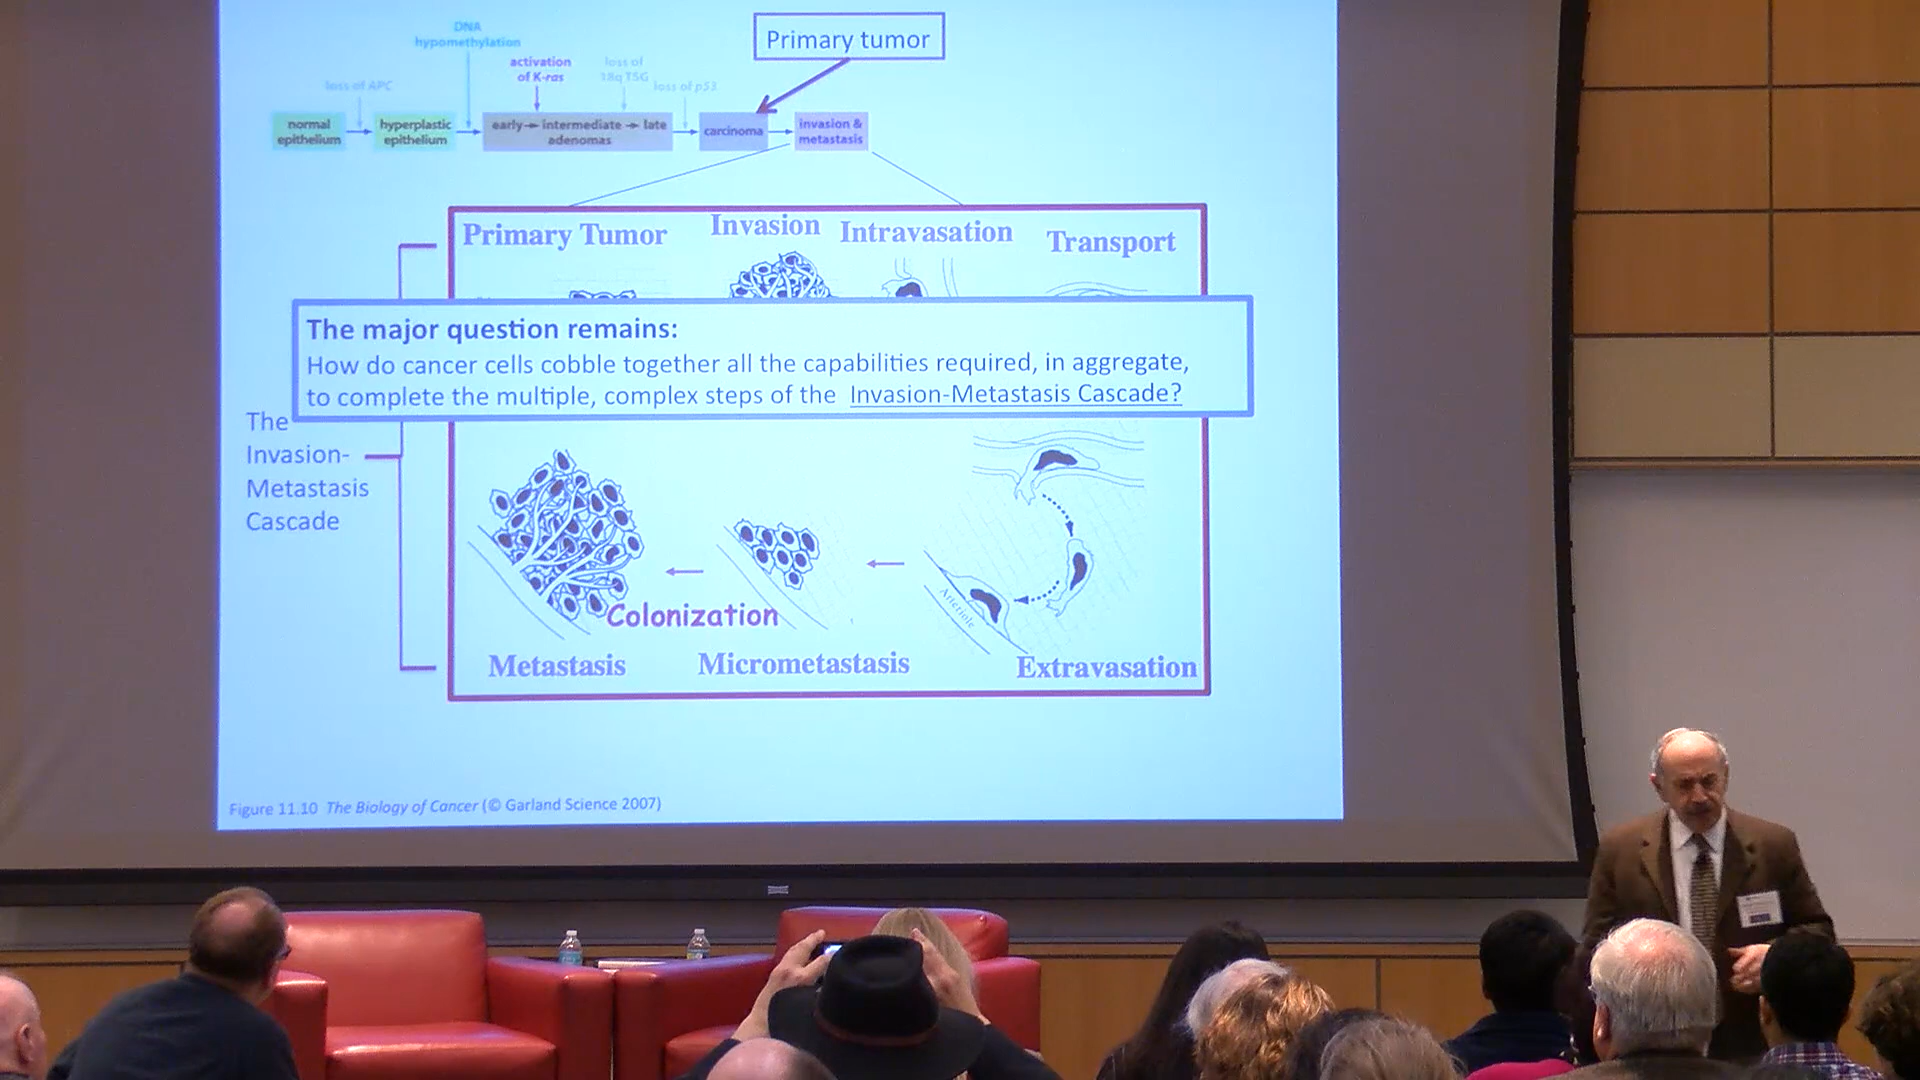 Primary tumor
DNA
hypomethylation
activation
of K-ras
loss of
18q TSG
loss of APC
loss of p53
normal
epithelium
hyperplastic
epithelium
early intermediate late
adenomas
carcinoma
invasion &
metastasis
Primary Tumor
Invasion
Intravasation
Transport
The major question remains:
How do cancer cells cobble together all the capabilities required, in aggregate,
to complete the multiple, complex steps of the Invasion-Metastasis Cascade?
The
Invasion-
Metastasis
Cascade
Arteriole
Colonization
Metastasis
Micrometastasis
Extravasation
Figure 11.10 The Biology of Cancer (© Garland Science 2007)